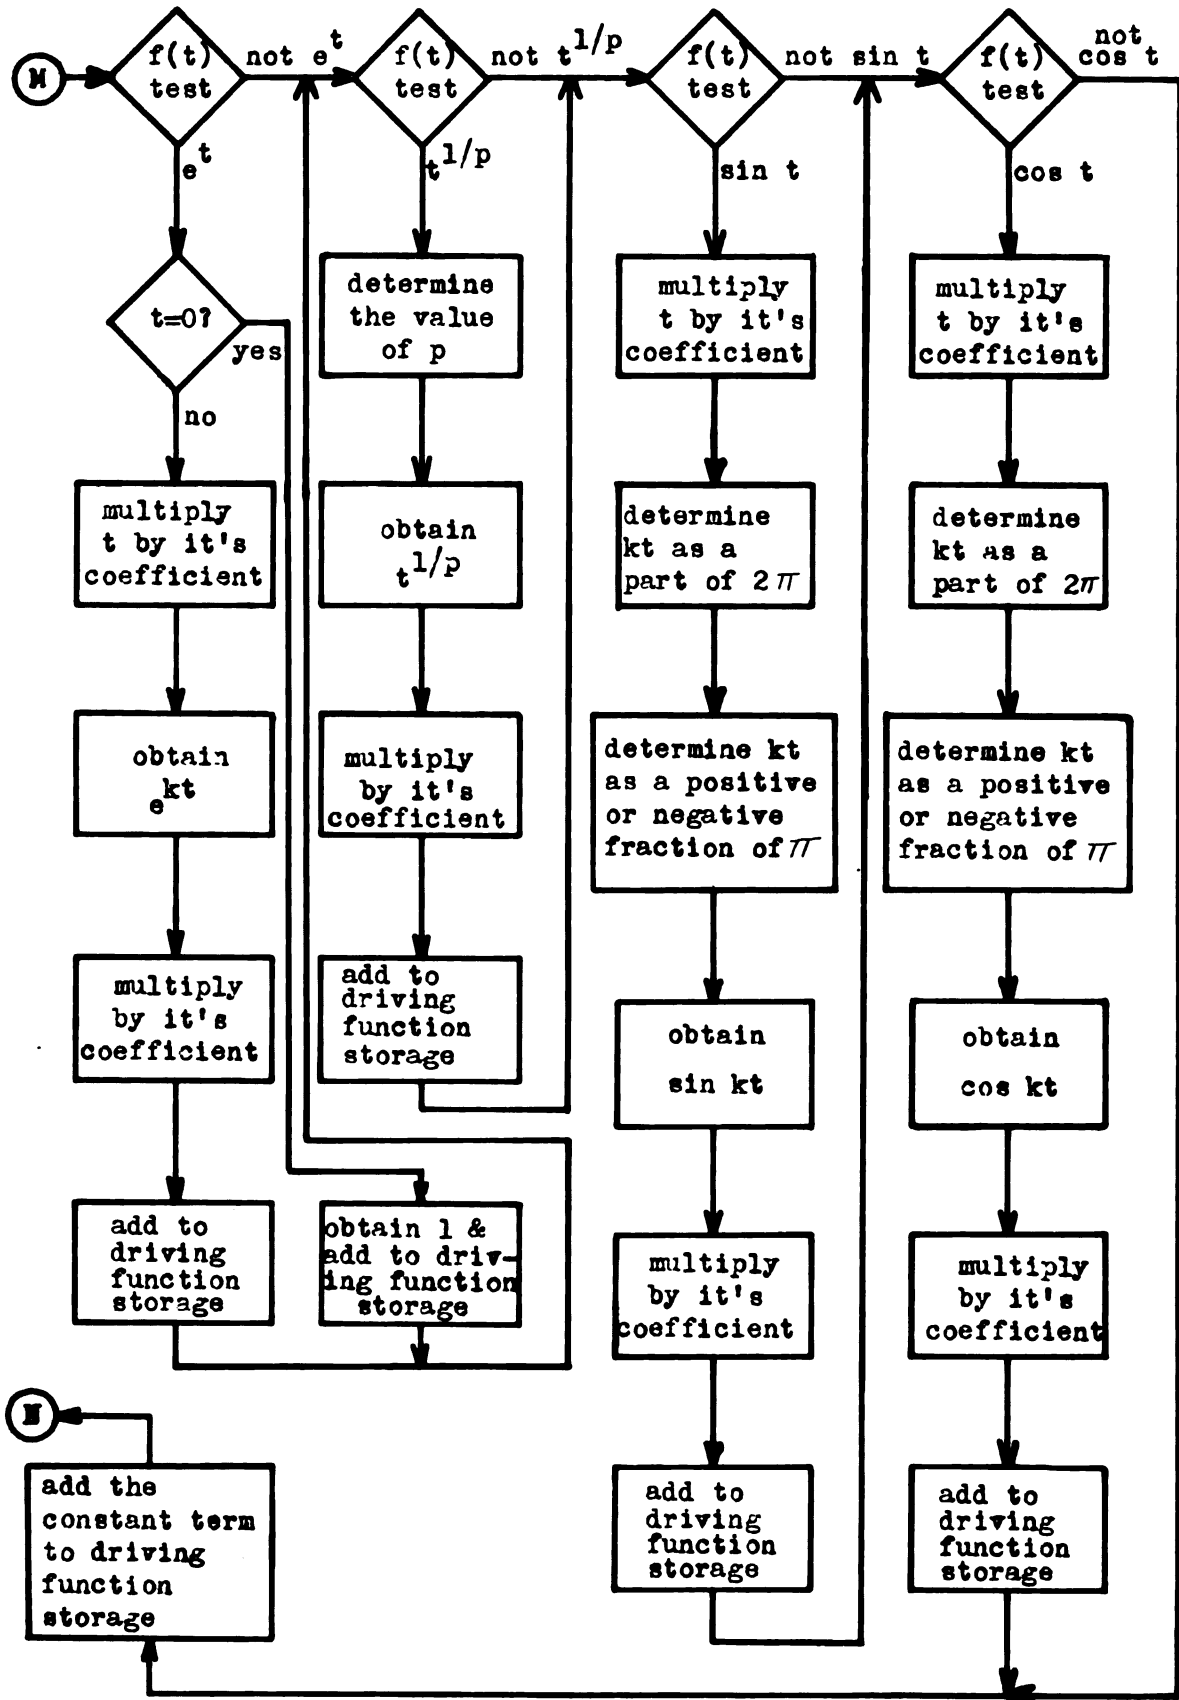 M
f(t)
test
not e^t
e^t
t=0?
yes
no
multiply
t by it's
coefficient
obtain
e^kt
multiply
by it's
coefficient
add to
driving
function
storage
f(t)
test
not t^1/p
t^1/p
determine
the value
of p
obtain
t^1/p
multiply
by it's
coefficient
add to
driving
function
storage
obtain 1 &
add to driv-
ing function
storage
f(t)
test
not sin t
sin t
multiply
t by it's
coefficient
determine
kt as a
part of 2π
determine kt
as a positive
or negative
fraction of π
obtain
sin kt
multiply
by it's
coefficient
add to
driving
function
storage
f(t)
test
not
cos t
cos t
multiply
t by it's
coefficient
determine
kt as a
part of 2π
determine kt
as a positive
or negative
fraction of π
obtain
cos kt
multiply
by it's
coefficient
add to
driving
function
storage
add the
constant term
to driving
function
storage
N